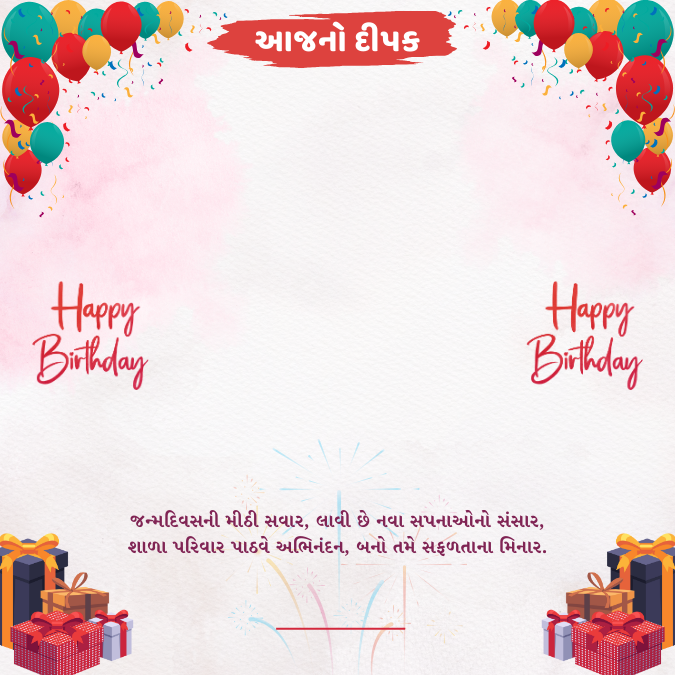 આજનો દીપક
Happy
Birthday
Happy
Birthday
જન્મદિવસની મીઠી સવાર, લાવી છે નવા સપનાઓનો સંસાર,
શાળા પરિવાર પાઠવે અભિનંદન, બનો તમે સફળતાના મિનાર.